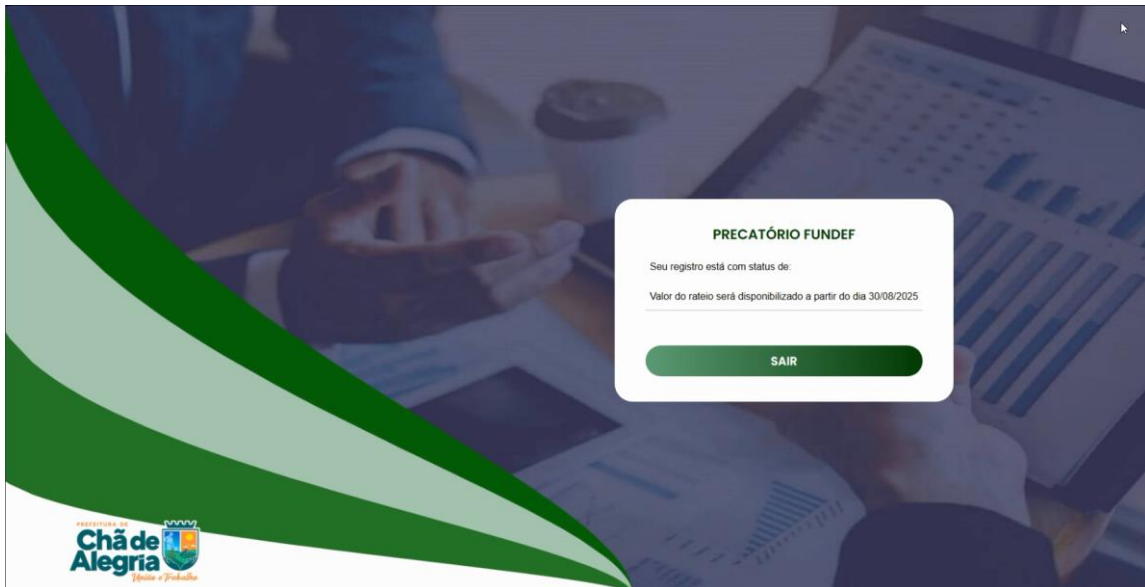 PRECATÓRIO FUNDEF
Seu registro está com status de:
Valor do rateio será disponibilizado a partir do dia 30/08/2025
SAIR
PREFEITURA DE
Chã de
Alegria
União e Trabalho